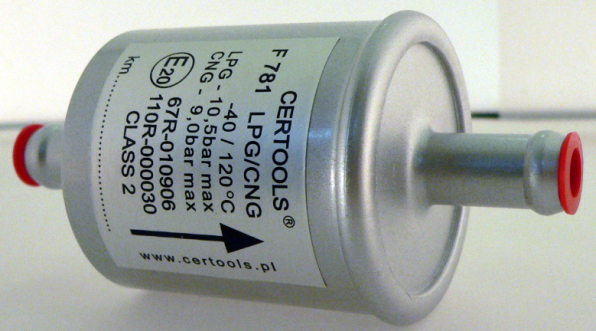 CERTOOLS®
F 781 LPG/CNG
-40 / 120 °C
LPG - 10,5bar max
CNG - 9,0bar max
E20 67R-010906
110R-000030
CLASS 2
km..............................
www.certools.pl